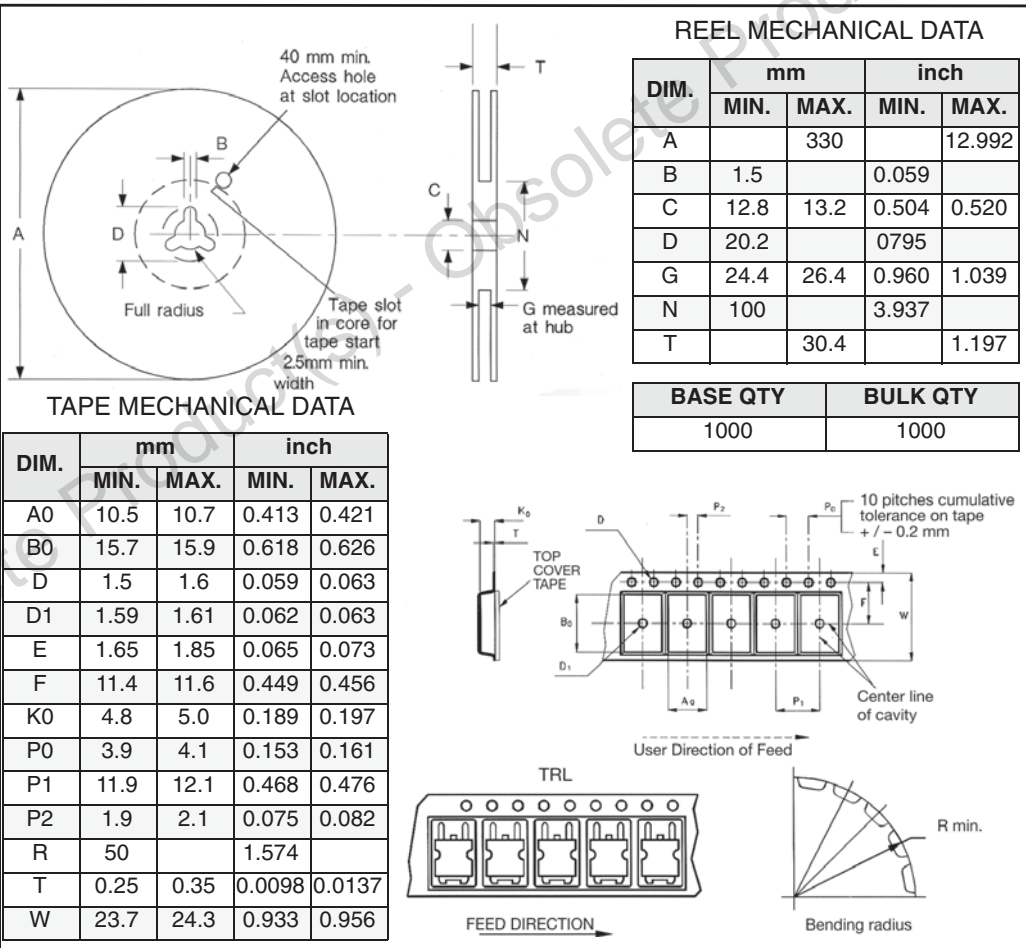 REEL MECHANICAL DATA
40 mm min.
Access hole
at slot location
T
B
C
A
D
N
Full radius
Tape slot
in core for
tape start
2.5mm min.
width
G measured
at hub
DIM. mm inch
MIN. MAX. MIN. MAX.
A 330 12.992
B 1.5 0.059
C 12.8 13.2 0.504 0.520
D 20.2 0795
G 24.4 26.4 0.960 1.039
N 100 3.937
T 30.4 1.197
BASE QTY BULK QTY
1000 1000
TAPE MECHANICAL DATA
DIM. mm inch
MIN. MAX. MIN. MAX.
A0 10.5 10.7 0.413 0.421
B0 15.7 15.9 0.618 0.626
D 1.5 1.6 0.059 0.063
D1 1.59 1.61 0.062 0.063
E 1.65 1.85 0.065 0.073
F 11.4 11.6 0.449 0.456
K0 4.8 5.0 0.189 0.197
P0 3.9 4.1 0.153 0.161
P1 11.9 12.1 0.468 0.476
P2 1.9 2.1 0.075 0.082
R 50 1.574
T 0.25 0.35 0.0098 0.0137
W 23.7 24.3 0.933 0.956
K0
T
TOP
COVER
TAPE
D
P2
P0
10 pitches cumulative
tolerance on tape
+ / – 0.2 mm
E
F
W
B0
D1
A0
P1
Center line
of cavity
User Direction of Feed
TRL
FEED DIRECTION
R min.
Bending radius
Product(s) - Obsolete